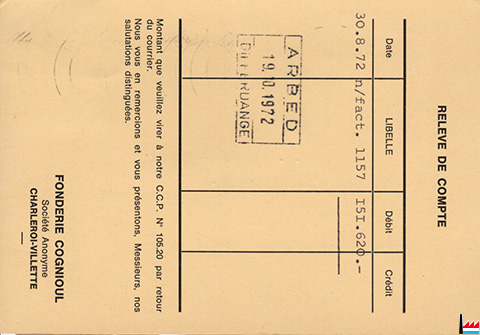 RELEVE DE COMPTE
Date LIBELLE Débit Crédit
30.8.72 n/fact. 1157 I5I.620.-
ARBED
19.10.1972
DIFFERDANGE
Montant que veuillez virer à notre C.C.P. N° 105.20 par retour
du courrier.
Nous vous en remercions et vous présentons, Messieurs, nos
salutations distinguées.
FONDERIE COGNIOUL
Société Anonyme
CHARLEROI-VILLETTE